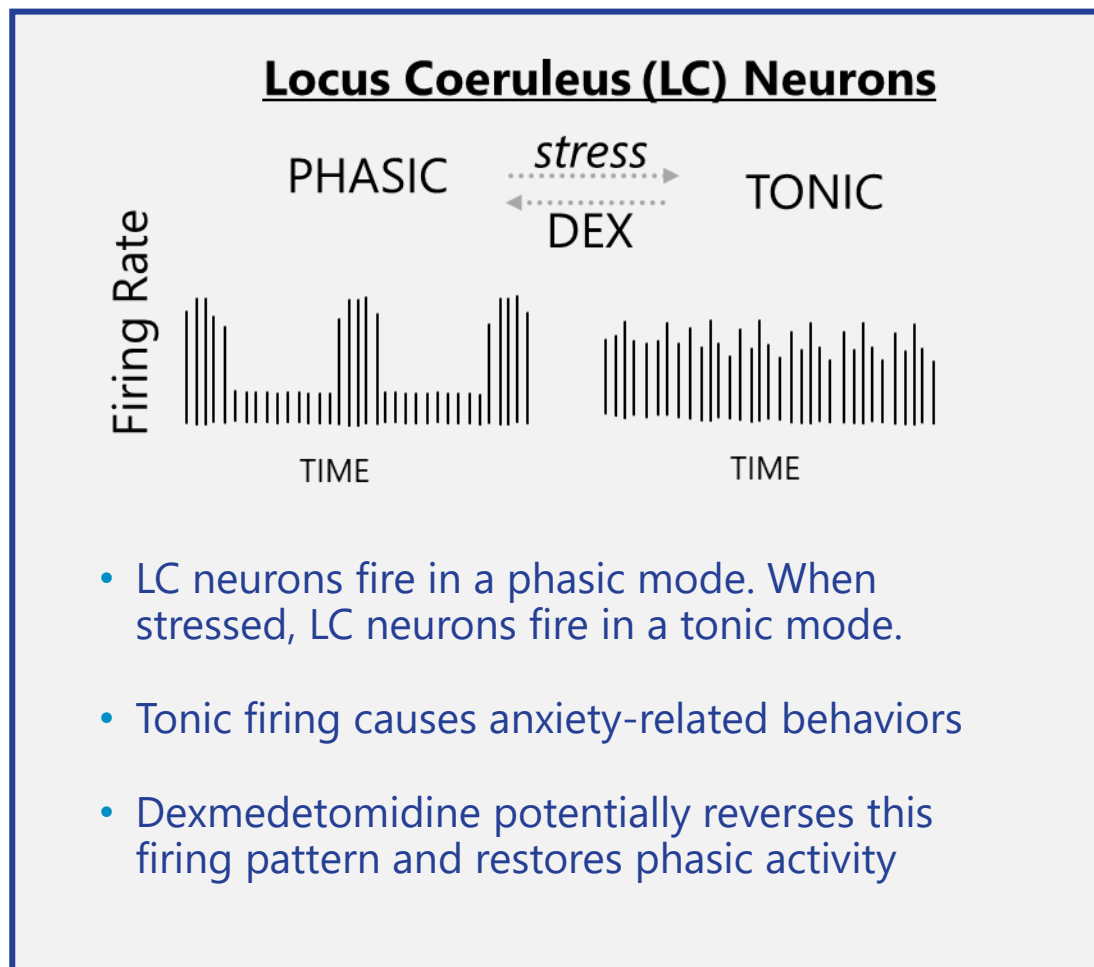 Locus Coeruleus (LC) Neurons
PHASIC
stress
TONIC
DEX
Firing Rate
TIME
TIME
• LC neurons fire in a phasic mode. When
stressed, LC neurons fire in a tonic mode.
• Tonic firing causes anxiety-related behaviors
• Dexmedetomidine potentially reverses this
firing pattern and restores phasic activity